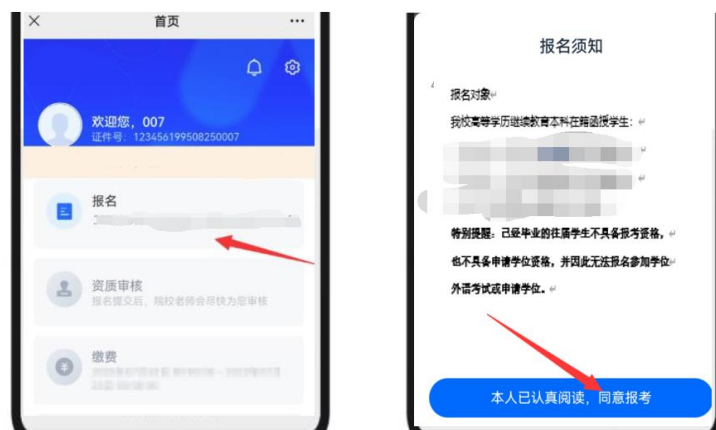 首页
欢迎您，007
证件号：123456199508250007
报名
资质审核
报名提交后，院校老师会尽快为您审核
缴费
报名须知
报名对象
我校高等学历继续教育本科在籍函授学生：
特别提醒：已经毕业的往届学生不具备报考资格，
也不具备申请学位资格，并因此无法报名参加学位
外语考试或申请学位。
本人已认真阅读，同意报考